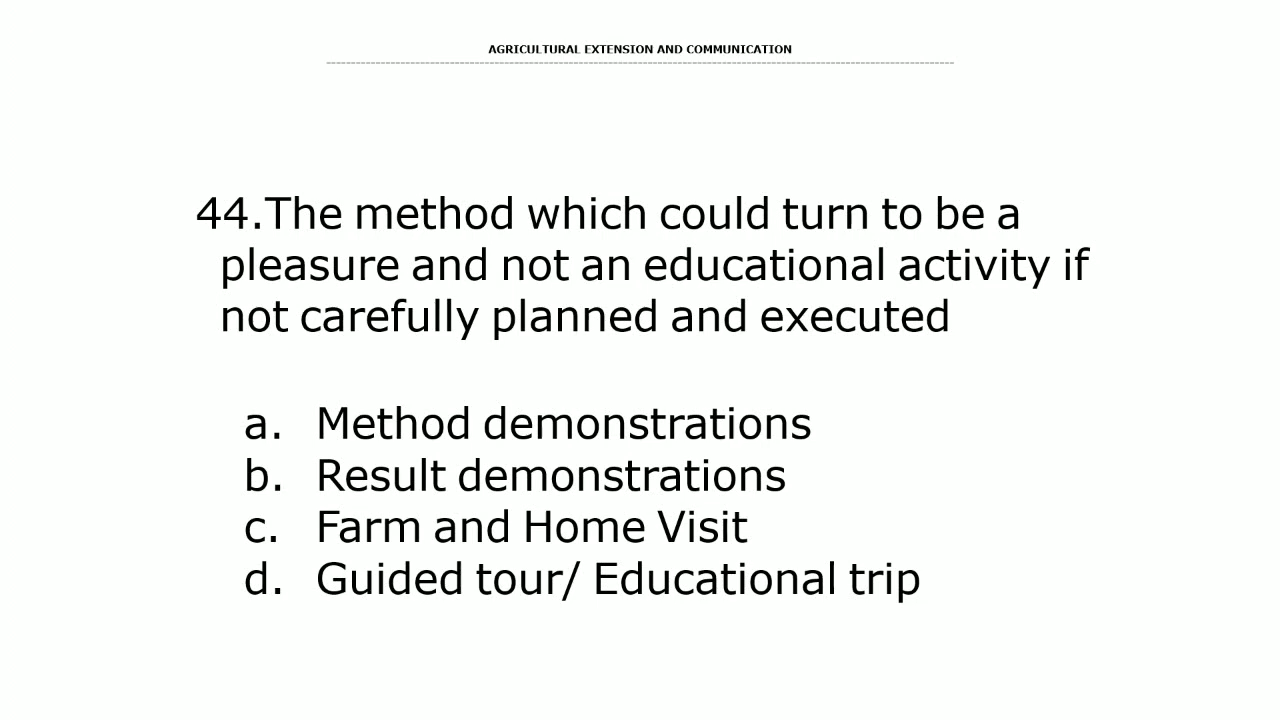 AGRICULTURAL EXTENSION AND COMMUNICATION
44.The method which could turn to be a
pleasure and not an educational activity if
not carefully planned and executed
a. Method demonstrations
b. Result demonstrations
c. Farm and Home Visit
d. Guided tour/ Educational trip